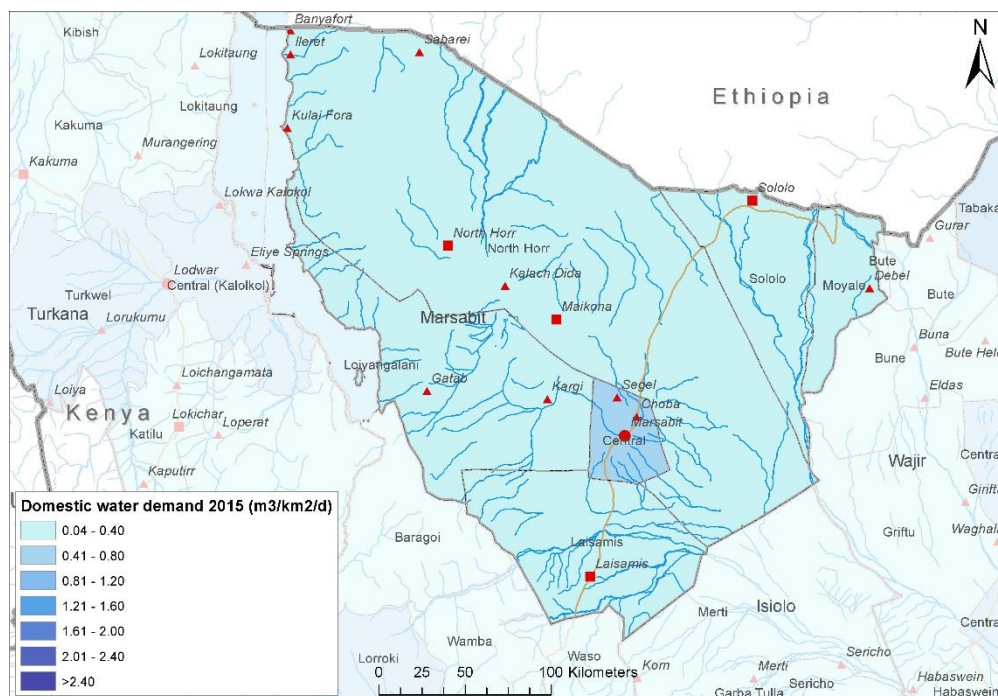 Banyafort
Kibish
Ileret
Lokitaung
Sabarei
N
Lokitaung
Ethiopia
Kulai Fora
Kakuma
Murangering
Kakuma
Lokwa Kalokol
Sololo
Tabaka
North Horr
North Horr
Gurar
Eliye Springs
Kalach Dida
Sololo
Bute
Lodwar
Central (Kalolkol)
Moyale
Debel
Turkwel
Turkana
Lorukumu
Marsabit
Maikona
Bute
Buna
Bune
Bute Hel
Loiyangalani
Loichangamata
Gatab
Kargi
Segel
Eldas
Loiya
Choba
Kenya
Lokichar
Loperat
Marsabit
Katilu
Central
Central
Wajir
Kaputirr
Girifta
Domestic water demand 2015 (m3/km2/d)
0.04 - 0.40
0.41 - 0.80
0.81 - 1.20
1.21 - 1.60
1.61 - 2.00
2.01 - 2.40
>2.40
Waghala
Griftu
Baragoi
Laisamis
Laisamis
Central
Merti
Isiolo
Wamba
Waso
Lorroki
Korn
Merti
Sericho
Garba Tulla
Sericho
Habaswein
Habaswein
0 25 50 100 Kilometers